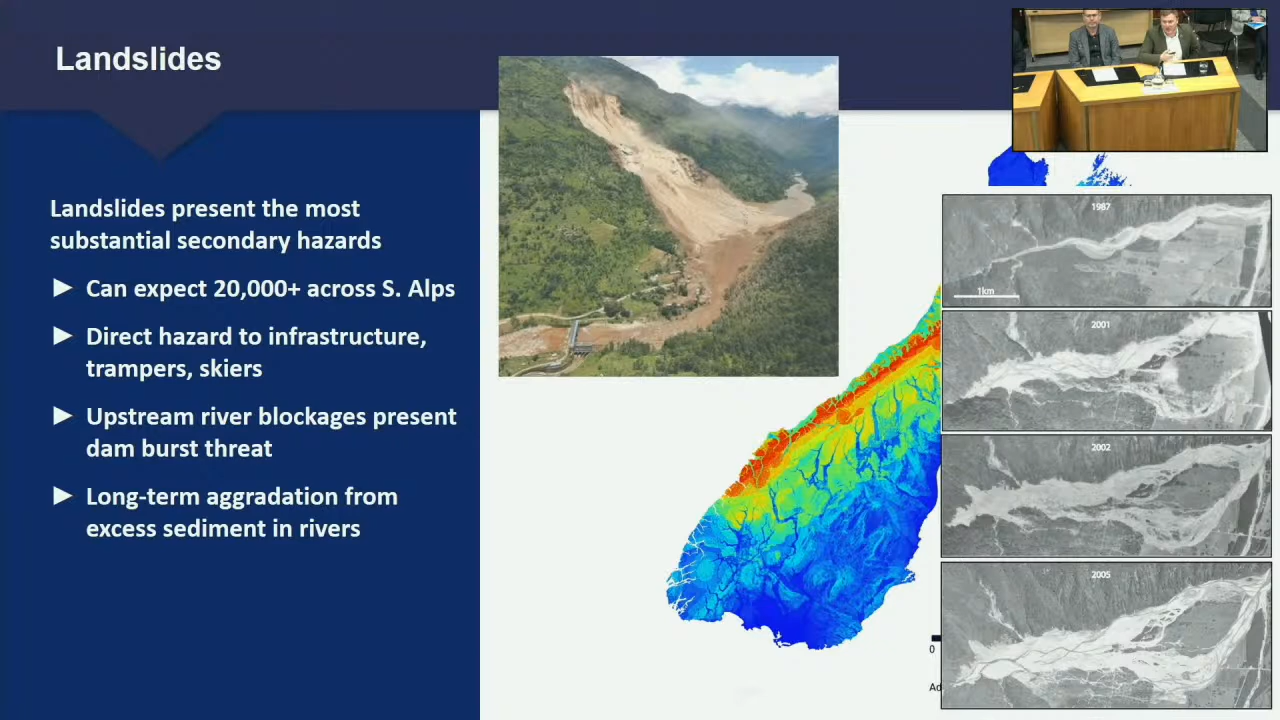 Landslides
Landslides present the most
substantial secondary hazards
► Can expect 20,000+ across S. Alps
► Direct hazard to infrastructure,
trampers, skiers
► Upstream river blockages present
dam burst threat
► Long-term aggradation from
excess sediment in rivers
1987
1km
2001
2002
2005
0
Ad